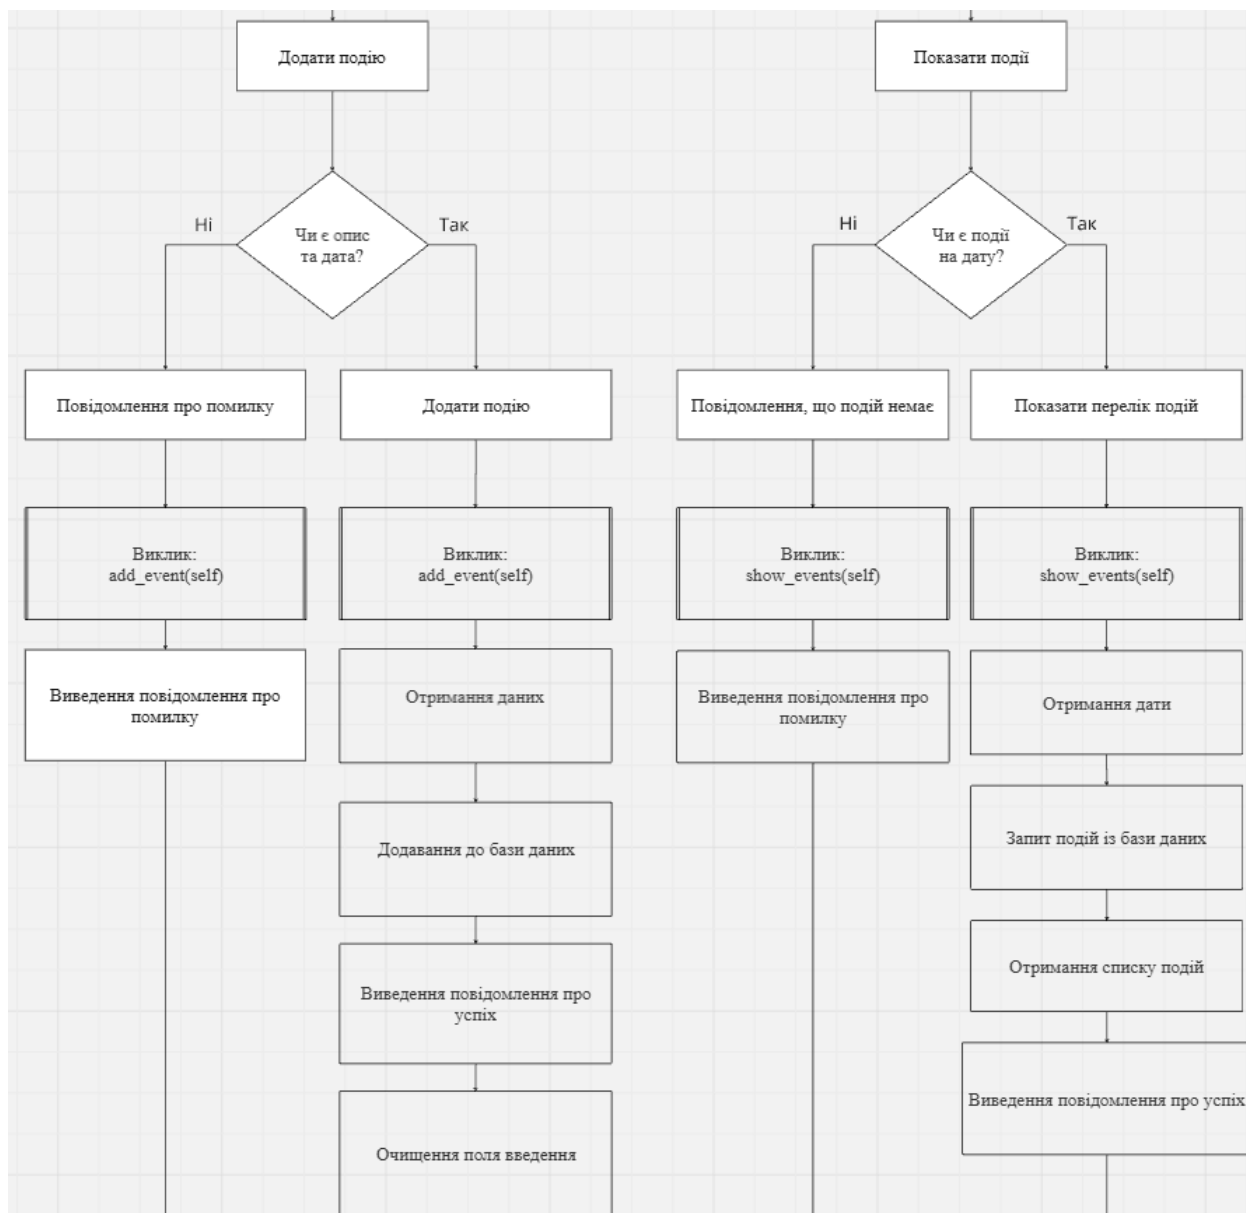 Додати подію
Показати події
Ні
Так
Ні
Так
Чи є опис
та дата?
Чи є події
на дату?
Повідомлення про помилку
Додати подію
Повідомлення, що подій немає
Показати перелік подій
Виклик:
add_event(self)
Виклик:
add_event(self)
Виклик:
show_events(self)
Виклик:
show_events(self)
Виведення повідомлення про
помилку
Отримання даних
Виведення повідомлення про
помилку
Отримання дати
Додавання до бази даних
Запит подій із бази даних
Виведення повідомлення про
успіх
Отримання списку подій
Виведення повідомлення про успіх
Очищення поля введення